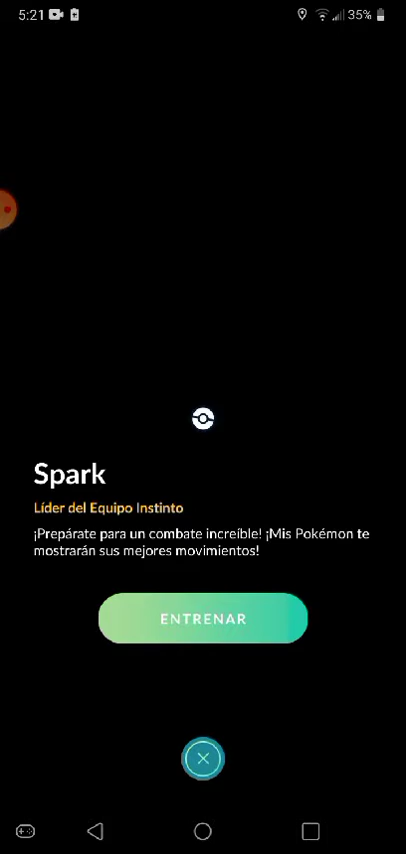 5:21
35%
Spark
Líder del Equipo Instinto
¡Prepárate para un combate increíble! ¡Mis Pokémon te
mostrarán sus mejores movimientos!
ENTRENAR